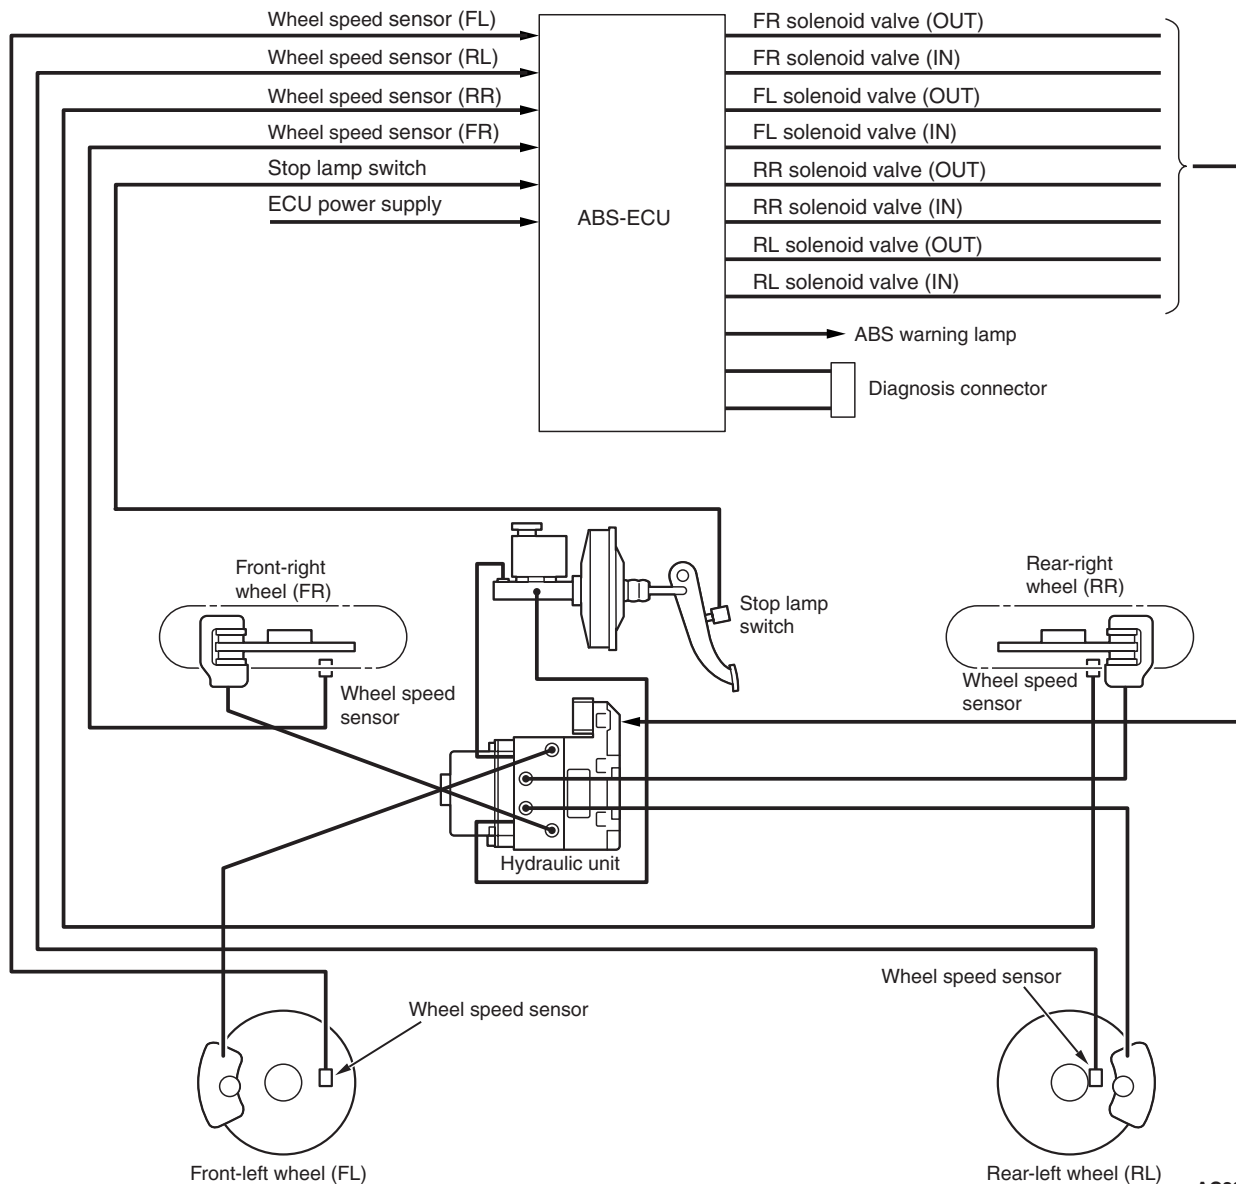 Wheel speed sensor (FL)
Wheel speed sensor (RL)
Wheel speed sensor (RR)
Wheel speed sensor (FR)
Stop lamp switch
ECU power supply
ABS-ECU
FR solenoid valve (OUT)
FR solenoid valve (IN)
FL solenoid valve (OUT)
FL solenoid valve (IN)
RR solenoid valve (OUT)
RR solenoid valve (IN)
RL solenoid valve (OUT)
RL solenoid valve (IN)
ABS warning lamp
Diagnosis connector
Front-right
wheel (FR)
Wheel speed
sensor
Stop lamp
switch
Rear-right
wheel (RR)
Wheel speed
sensor
Hydraulic unit
Wheel speed sensor
Wheel speed sensor
Front-left wheel (FL)
Rear-left wheel (RL)